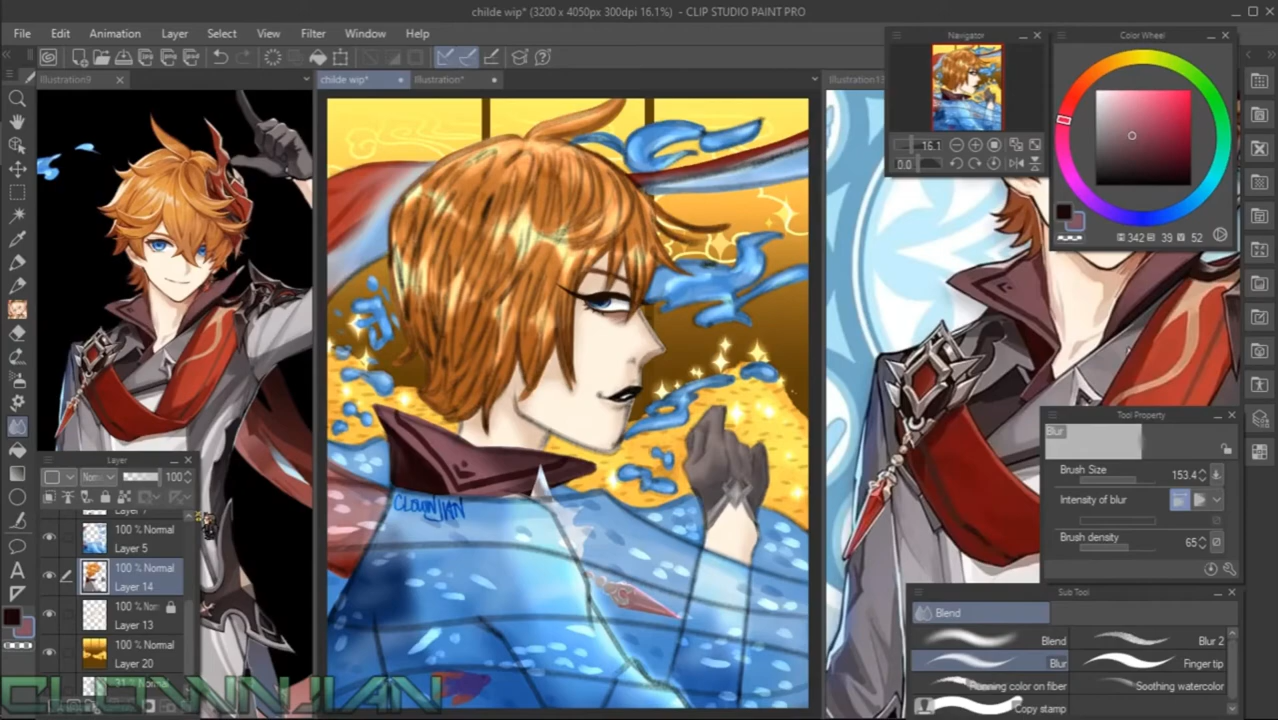 childe wip* (3200 x 4050px 300dpi 16.1%) - CLIP STUDIO PAINT PRO
File Edit Animation Layer Select View Filter Window Help
Illustration9
childe wip*
Illustration*
Illustration13
Navigator
16.1
0.0
Color Wheel
342 39 52
CLOWNJIAN
Layer
100
100 % Normal
Layer 5
100 % Normal
Layer 14
100 %
Layer 13
100 % Normal
Layer 20
Tool Property
Blur
Brush Size 153.4
Intensity of blur
Brush density 65
Sub Tool
Blend
Blend Blur 2
Blur Finger tip
Running color on fiber Soothing watercolor
Copy stamp
CLOWNJIAN